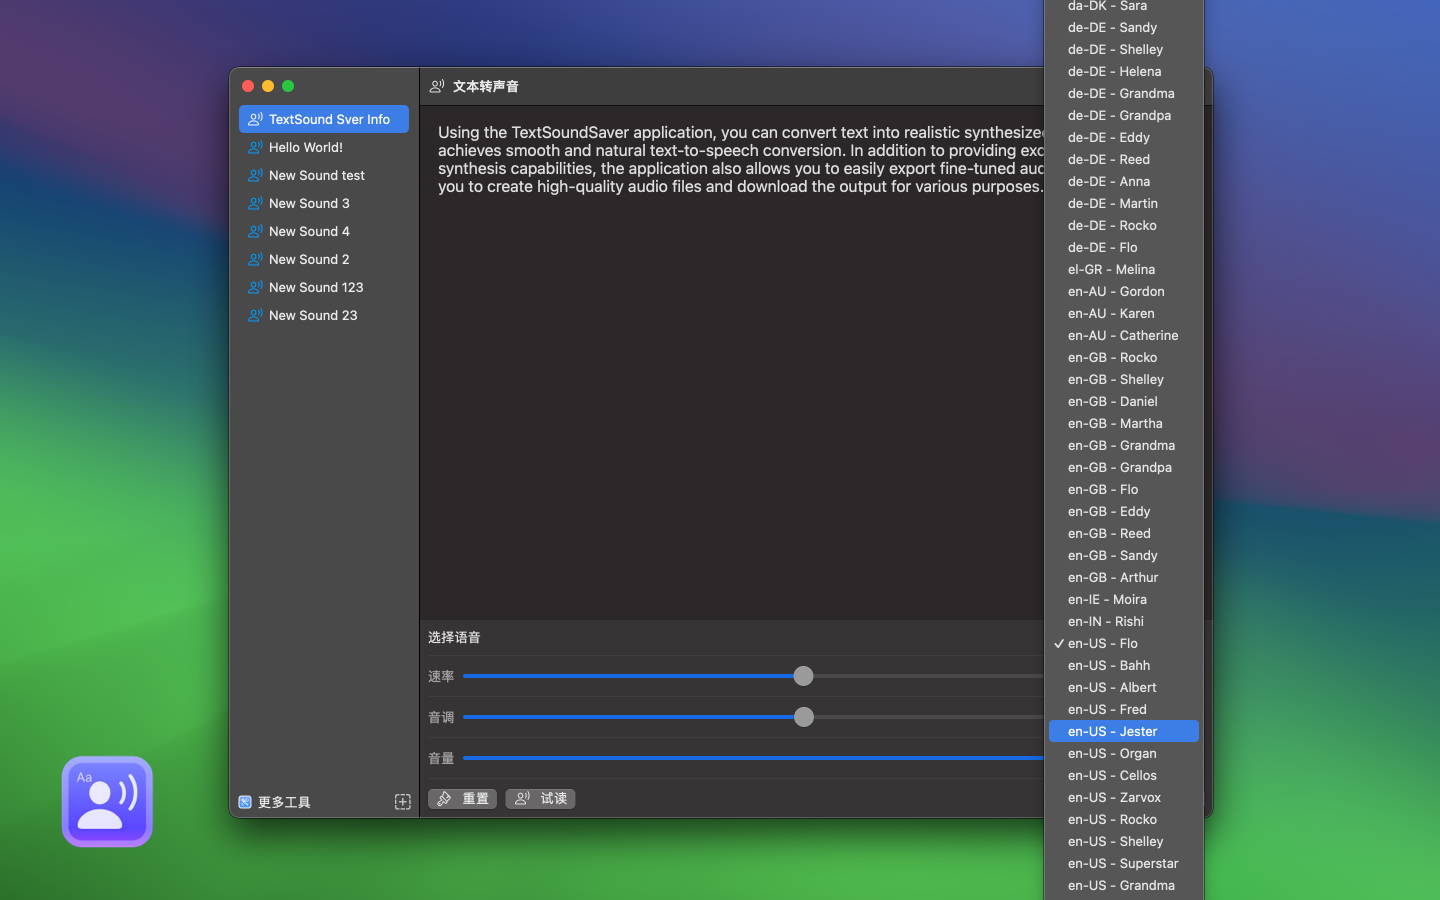 TextSound Sver Info
Hello World!
New Sound test
New Sound 3
New Sound 4
New Sound 2
New Sound 123
New Sound 23
更多工具
文本转声音
Using the TextSoundSaver application, you can convert text into realistic synthesized
achieves smooth and natural text-to-speech conversion. In addition to providing
synthesis capabilities, the application also allows you to easily export fine-tuned
you to create high-quality audio files and download the output for various purposes.
选择语音
速率
音调
音量
重置
试读
da-DK - Sara
de-DE - Sandy
de-DE - Shelley
de-DE - Helena
de-DE - Grandma
de-DE - Grandpa
de-DE - Eddy
de-DE - Reed
de-DE - Anna
de-DE - Martin
de-DE - Rocko
de-DE - Flo
el-GR - Melina
en-AU - Gordon
en-AU - Karen
en-AU - Catherine
en-GB - Rocko
en-GB - Shelley
en-GB - Daniel
en-GB - Martha
en-GB - Grandma
en-GB - Grandpa
en-GB - Flo
en-GB - Eddy
en-GB - Reed
en-GB - Sandy
en-GB - Arthur
en-IE - Moira
en-IN - Rishi
en-US - Flo
en-US - Bahh
en-US - Albert
en-US - Fred
en-US - Jester
en-US - Organ
en-US - Cellos
en-US - Zarvox
en-US - Rocko
en-US - Shelley
en-US - Superstar
en-US - Grandma
Aa